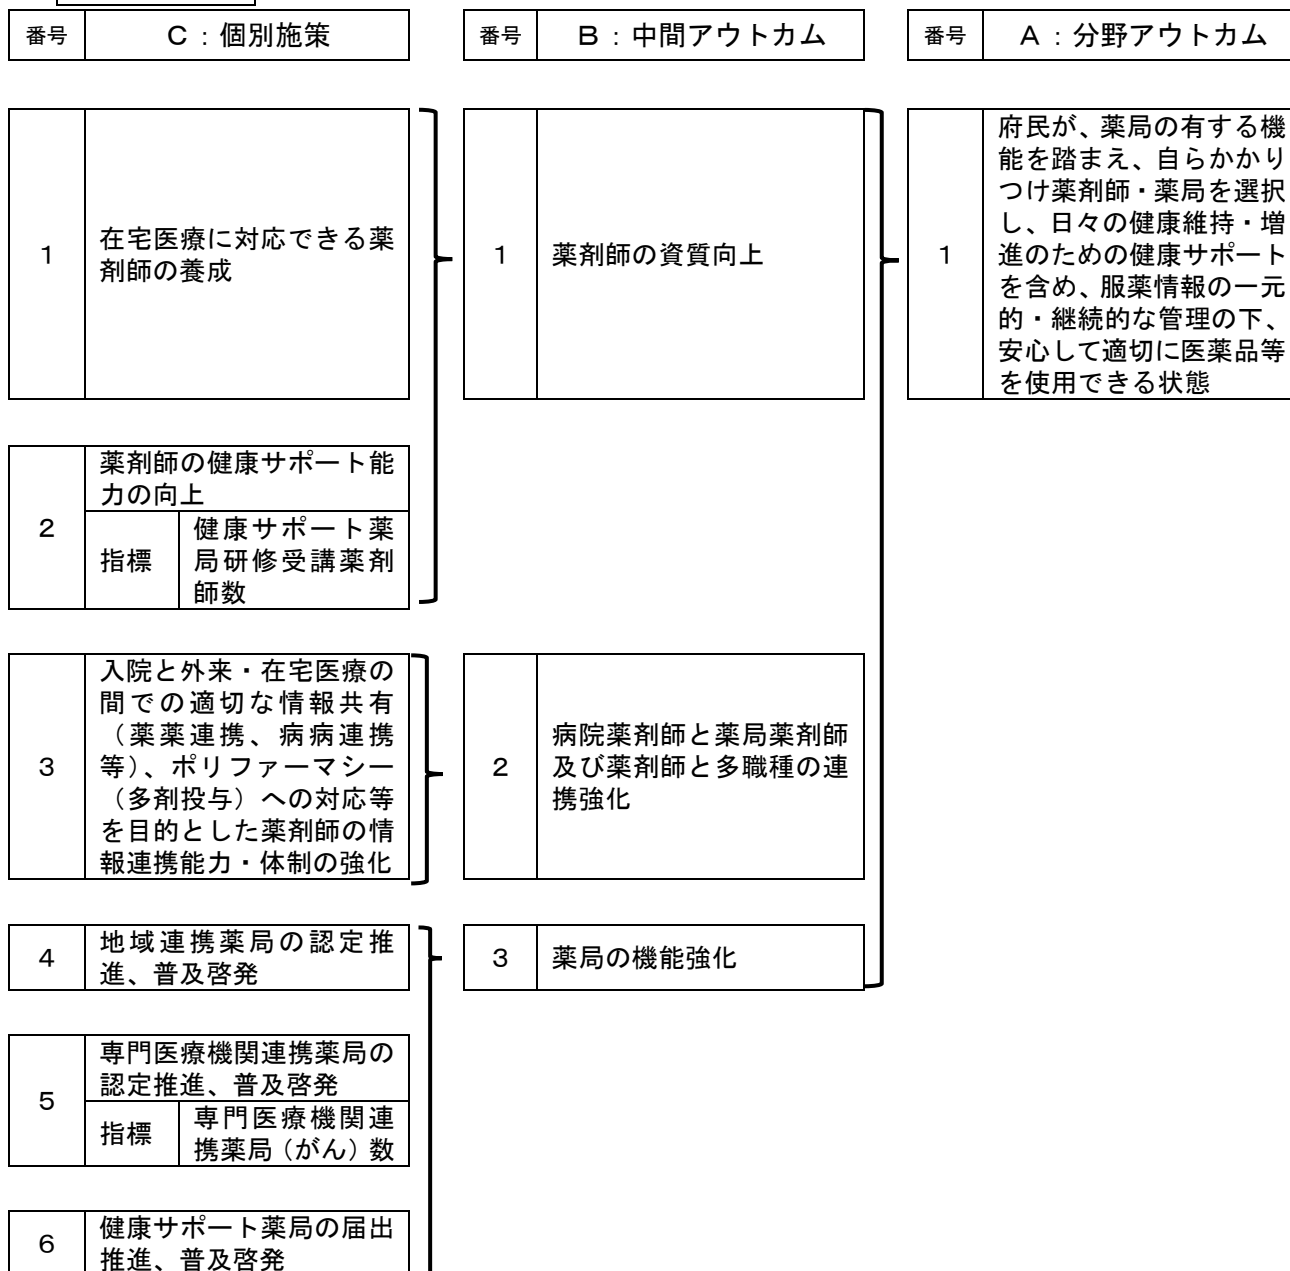 番号 C：個別施策 番号 B：中間アウトカム 番号 A：分野アウトカム
1
在宅医療に対応できる薬
剤師の養成
1
薬剤師の資質向上
1
府民が、薬局の有する機
能を踏まえ、自らかかり
つけ薬剤師・薬局を選択
し、日々の健康維持・増
進のための健康サポート
を含め、服薬情報の一元
的・継続的な管理の下、
安心して適切に医薬品等
を使用できる状態
2
薬剤師の健康サポート能
力の向上
指標
健康サポート薬
局研修受講薬剤
師数
3
入院と外来・在宅医療の
間での適切な情報共有
（薬薬連携、病病連携
等）、ポリファーマシー
（多剤投与）への対応等
を目的とした薬剤師の情
報連携能力・体制の強化
2
病院薬剤師と薬局薬剤師
及び薬剤師と多職種の連
携強化
4
地域連携薬局の認定推
進、普及啓発
3
薬局の機能強化
5
専門医療機関連携薬局の
認定推進、普及啓発
指標
専門医療機関連
携薬局（がん）数
6
健康サポート薬局の届出
推進、普及啓発